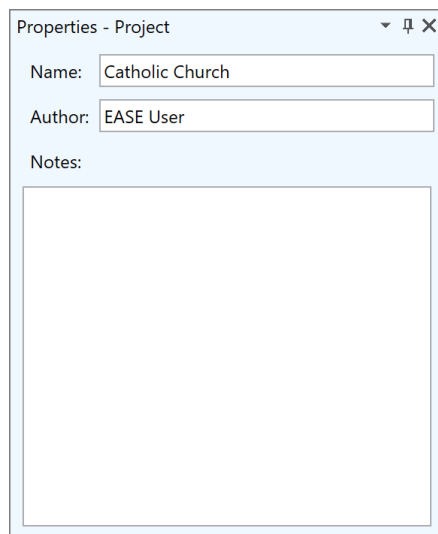 Properties - Project
Name: Catholic Church
Author: EASE User
Notes: